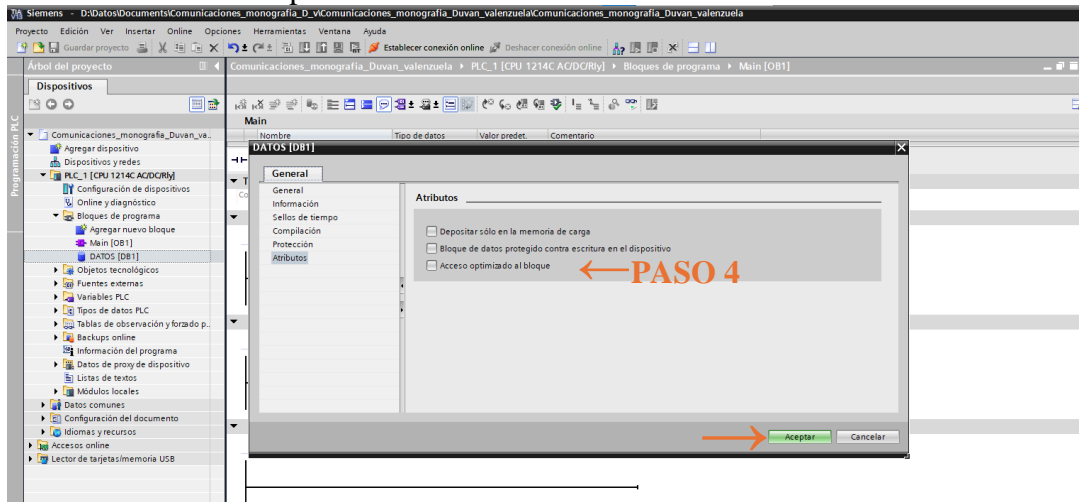 Siemens - D:\Datos\Documents\Comunicaciones_monografia_D_v\Comunicaciones_monografia_Duvan_valenzuela\Comunicaciones_monografia_Duvan_valenzuela
Proyecto Edición Ver Insertar Online Opciones Herramientas Ventana Ayuda
Guardar proyecto Establecer conexión online Deshacer conexión online
Árbol del proyecto
Comunicaciones_monografia_Duvan_valenzuela PLC_1 [CPU 1214C AC/DC/Rly] Bloques de programa Main [OB1]
Dispositivos
Programación PLC
Main
Nombre Tipo de datos Valor predet. Comentario
Comunicaciones_monografia_Duvan_va..
Agregar dispositivo
Dispositivos y redes
PLC_1 [CPU 1214C AC/DC/Rly]
Configuración de dispositivos
Online y diagnóstico
Bloques de programa
Agregar nuevo bloque
Main [OB1]
DATOS [DB1]
Objetos tecnológicos
Fuentes externas
Variables PLC
Tipos de datos PLC
Tablas de observación y forzado p..
Backups online
Información del programa
Datos de proxy de dispositivo
Listas de textos
Módulos locales
Datos comunes
Configuración del documento
Idiomas y recursos
Accesos online
Lector de tarjetas/memoria USB
DATOS [DB1]
General
General
Información
Sellos de tiempo
Compilación
Protección
Atributos
Atributos
Depositar sólo en la memoria de carga
Bloque de datos protegido contra escritura en el dispositivo
Acceso optimizado al bloque
PASO 4
Aceptar Cancelar